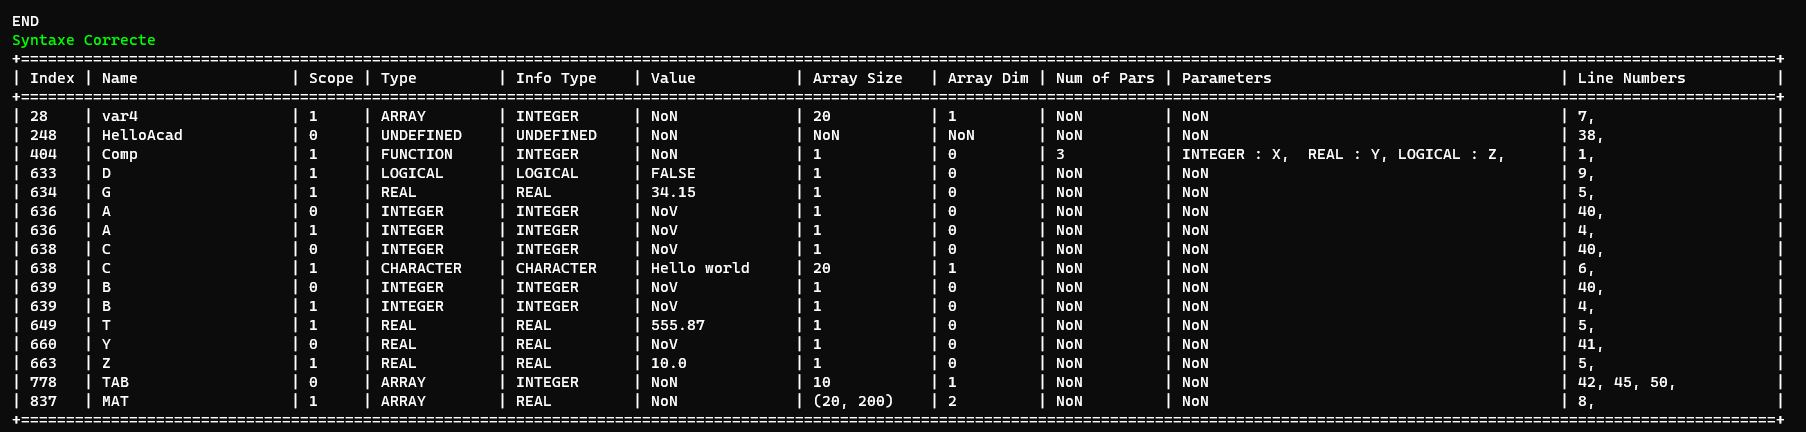 END
Syntaxe Correcte
+===================================================================================================================================================================================================+
| Index | Name                 | Scope | Type         | Info Type    | Value           | Array Size   | Array Dim | Num of Pars | Parameters                                | Line Numbers          |
+===================================================================================================================================================================================================+
| 28    | var4                 | 1     | ARRAY        | INTEGER      | NoN             | 20           | 1         | NoN         | NoN                                       | 7,                    |
| 248   | HelloAcad            | 0     | UNDEFINED    | UNDEFINED    | NoN             | NoN          | NoN       | NoN         | NoN                                       | 38,                   |
| 404   | Comp                 | 1     | FUNCTION     | INTEGER      | NoN             | 1            | 0         | 3           | INTEGER : X,  REAL : Y, LOGICAL : Z,      | 1,                    |
| 633   | D                    | 1     | LOGICAL      | LOGICAL      | FALSE           | 1            | 0         | NoN         | NoN                                       | 9,                    |
| 634   | G                    | 1     | REAL         | REAL         | 34.15           | 1            | 0         | NoN         | NoN                                       | 5,                    |
| 636   | A                    | 0     | INTEGER      | INTEGER      | NoV             | 1            | 0         | NoN         | NoN                                       | 40,                   |
| 636   | A                    | 1     | INTEGER      | INTEGER      | NoV             | 1            | 0         | NoN         | NoN                                       | 4,                    |
| 638   | C                    | 0     | INTEGER      | INTEGER      | NoV             | 1            | 0         | NoN         | NoN                                       | 40,                   |
| 638   | C                    | 1     | CHARACTER    | CHARACTER    | Hello world     | 20           | 1         | NoN         | NoN                                       | 6,                    |
| 639   | B                    | 0     | INTEGER      | INTEGER      | NoV             | 1            | 0         | NoN         | NoN                                       | 40,                   |
| 639   | B                    | 1     | INTEGER      | INTEGER      | NoV             | 1            | 0         | NoN         | NoN                                       | 4,                    |
| 649   | T                    | 1     | REAL         | REAL         | 555.87          | 1            | 0         | NoN         | NoN                                       | 5,                    |
| 660   | Y                    | 0     | REAL         | REAL         | NoV             | 1            | 0         | NoN         | NoN                                       | 41,                   |
| 663   | Z                    | 1     | REAL         | REAL         | 10.0            | 1            | 0         | NoN         | NoN                                       | 5,                    |
| 778   | TAB                  | 0     | ARRAY        | INTEGER      | NoN             | 10           | 1         | NoN         | NoN                                       | 42, 45, 50,           |
| 837   | MAT                  | 1     | ARRAY        | REAL         | NoN             | (20, 200)    | 2         | NoN         | NoN                                       | 8,                    |
+===================================================================================================================================================================================================+